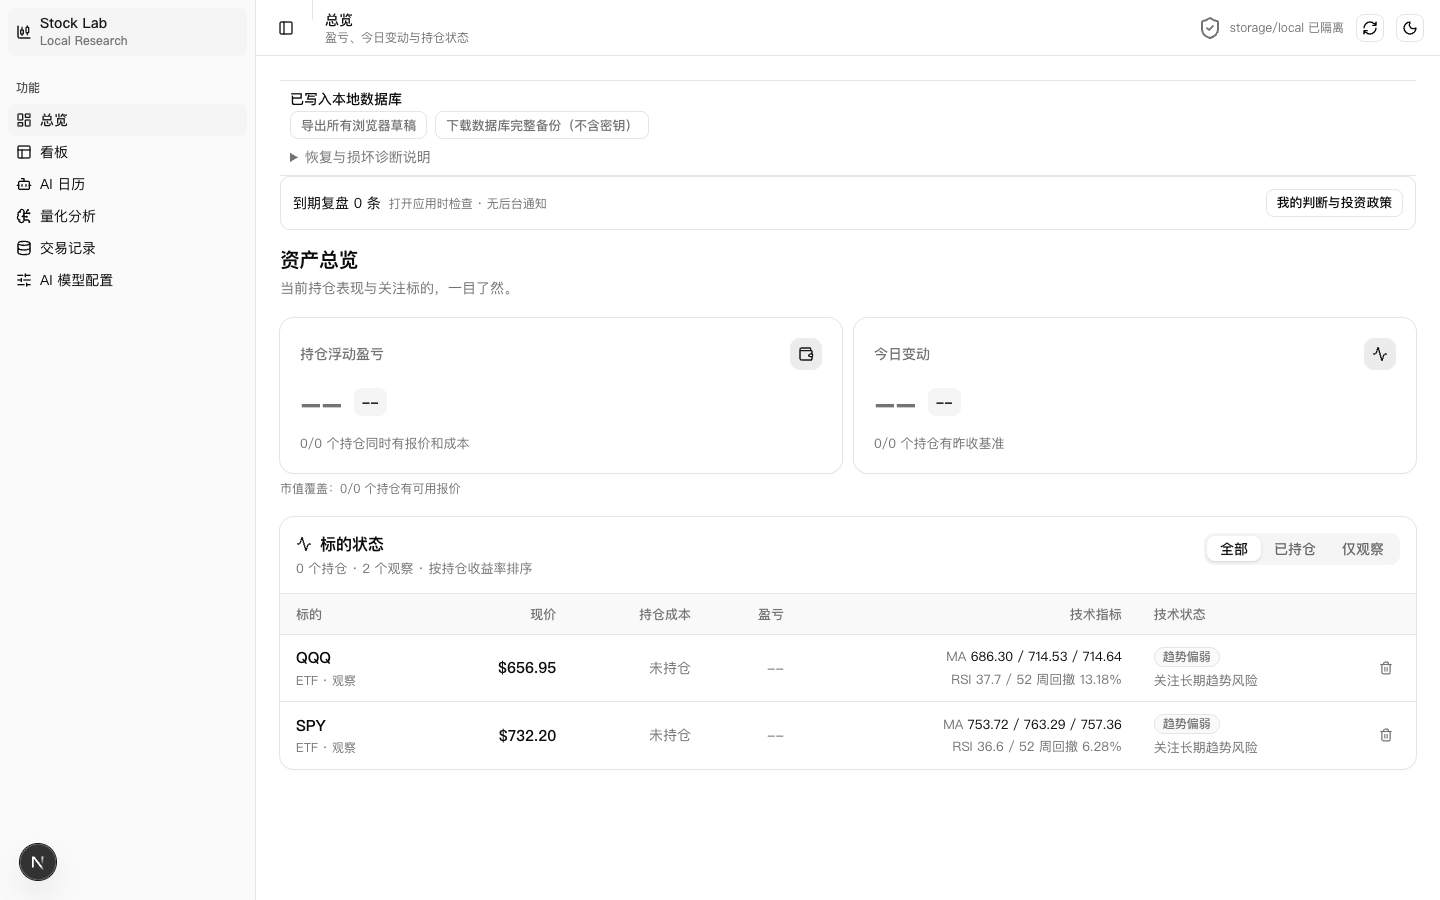 Stock Lab
Local Research
功能
总览
看板
AI 日历
量化分析
交易记录
AI 模型配置
总览
盈亏、今日变动与持仓状态
storage/local 已隔离
已写入本地数据库
导出所有浏览器草稿
下载数据库完整备份（不含密钥）
恢复与损坏诊断说明
到期复盘 0 条 打开应用时检查 · 无后台通知
我的判断与投资政策
资产总览
当前持仓表现与关注标的，一目了然。
持仓浮动盈亏
—— --
0/0 个持仓同时有报价和成本
今日变动
—— --
0/0 个持仓有昨收基准
市值覆盖：0/0 个持仓有可用报价
标的状态
0 个持仓 · 2 个观察 · 按持仓收益率排序
全部 已持仓 仅观察
标的 现价 持仓成本 盈亏 技术指标 技术状态
QQQ
ETF · 观察
$656.95
未持仓
--
MA 686.30 / 714.53 / 714.64
RSI 37.7 / 52 周回撤 13.18%
趋势偏弱
关注长期趋势风险
SPY
ETF · 观察
$732.20
未持仓
--
MA 753.72 / 763.29 / 757.36
RSI 36.6 / 52 周回撤 6.28%
趋势偏弱
关注长期趋势风险
N